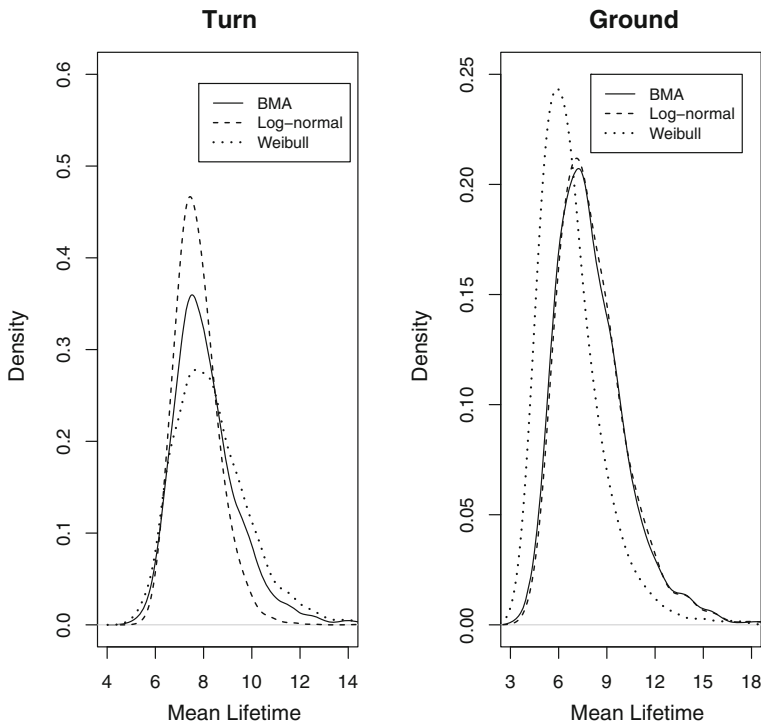 Turn
Density
0.0 0.1 0.2 0.3 0.4 0.5 0.6
BMA
Log−normal
Weibull
4 6 8 10 12 14
Mean Lifetime
Ground
Density
0.00 0.05 0.10 0.15 0.20 0.25
BMA
Log−normal
Weibull
3 6 9 12 15 18
Mean Lifetime